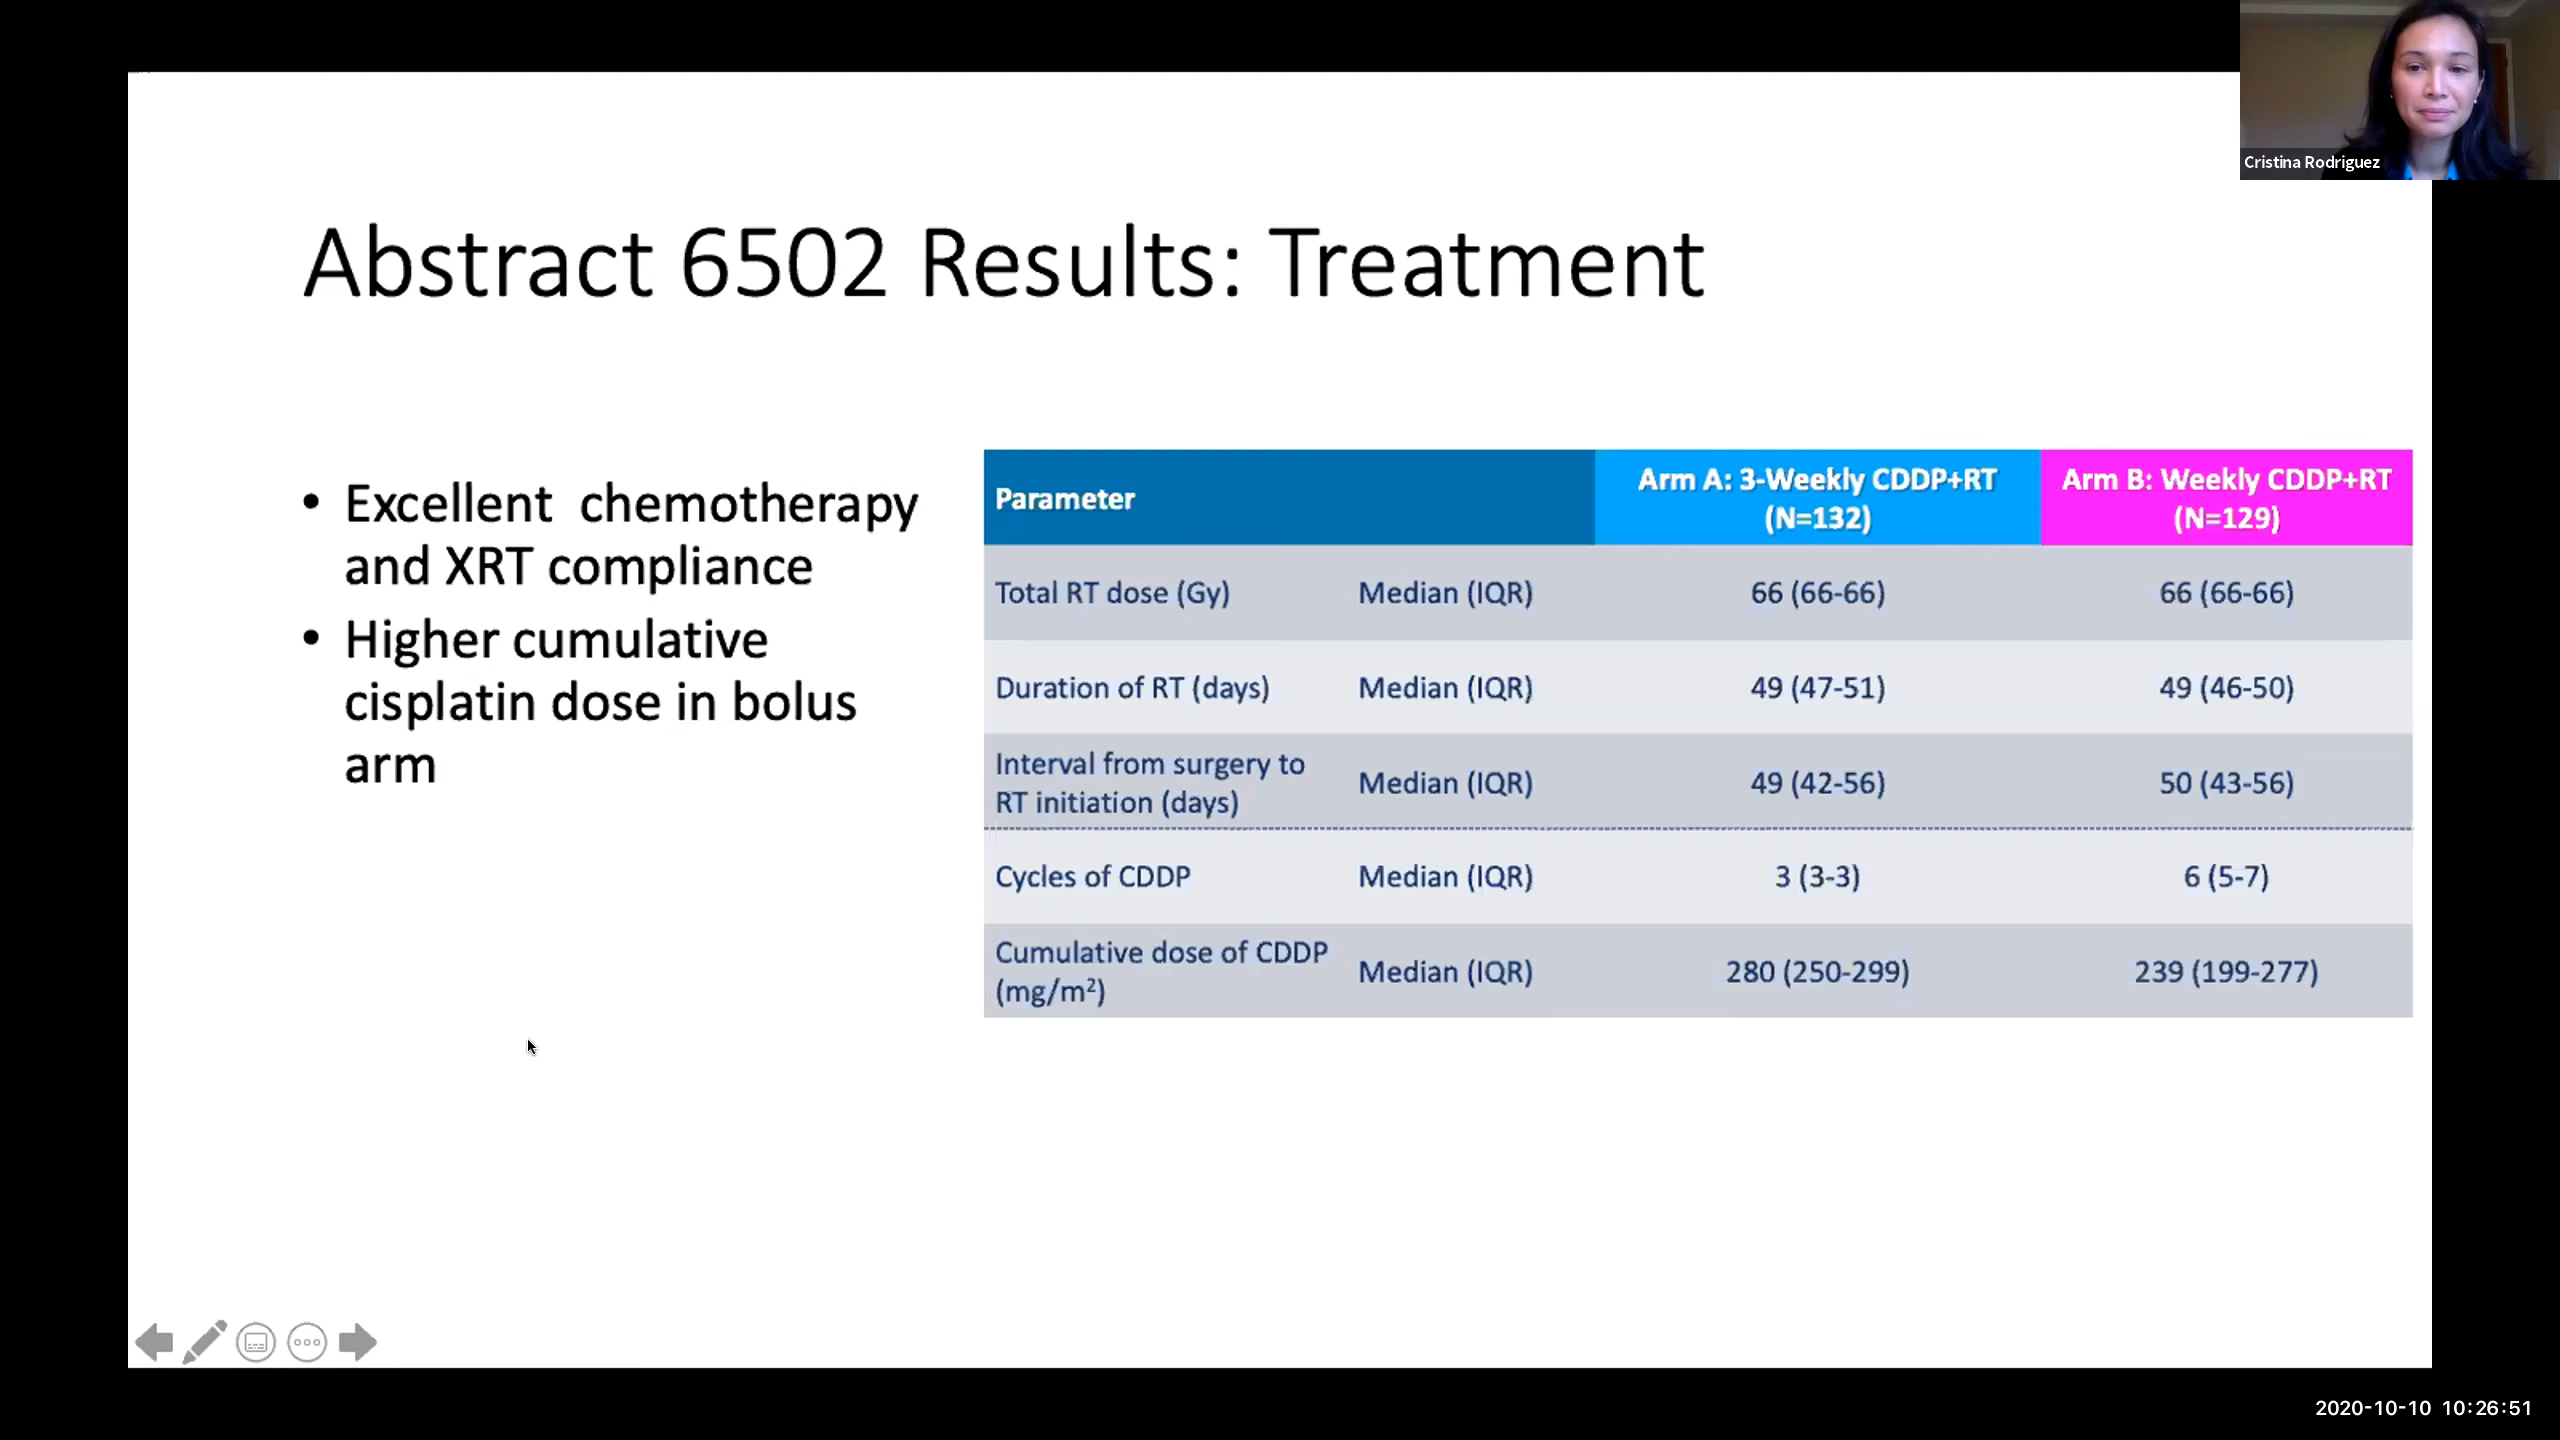 Cristina Rodriguez
Abstract 6502 Results: Treatment
• Excellent chemotherapy
and XRT compliance
• Higher cumulative
cisplatin dose in bolus
arm
Parameter
Arm A: 3-Weekly CDDP+RT
(N=132)
Arm B: Weekly CDDP+RT
(N=129)
Total RT dose (Gy) Median (IQR) 66 (66-66) 66 (66-66)
Duration of RT (days) Median (IQR) 49 (47-51) 49 (46-50)
Interval from surgery to
RT initiation (days) Median (IQR) 49 (42-56) 50 (43-56)
Cycles of CDDP Median (IQR) 3 (3-3) 6 (5-7)
Cumulative dose of CDDP
(mg/m²) Median (IQR) 280 (250-299) 239 (199-277)
2020-10-10 10:26:51